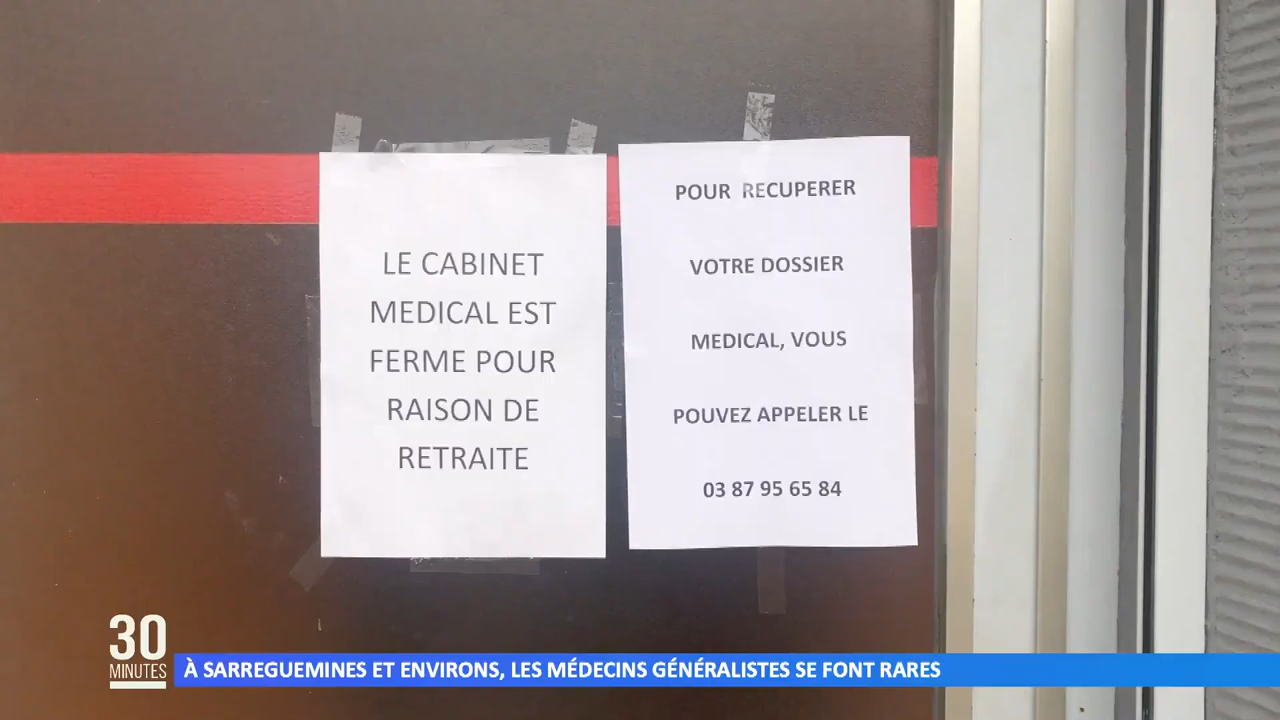 LE CABINET
MEDICAL EST
FERME POUR
RAISON DE
RETRAITE
POUR RECUPERER
VOTRE DOSSIER
MEDICAL, VOUS
POUVEZ APPELER LE
03 87 95 65 84
30
MINUTES
À SARREGUEMINES ET ENVIRONS, LES MÉDECINS GÉNÉRALISTES SE FONT RARES